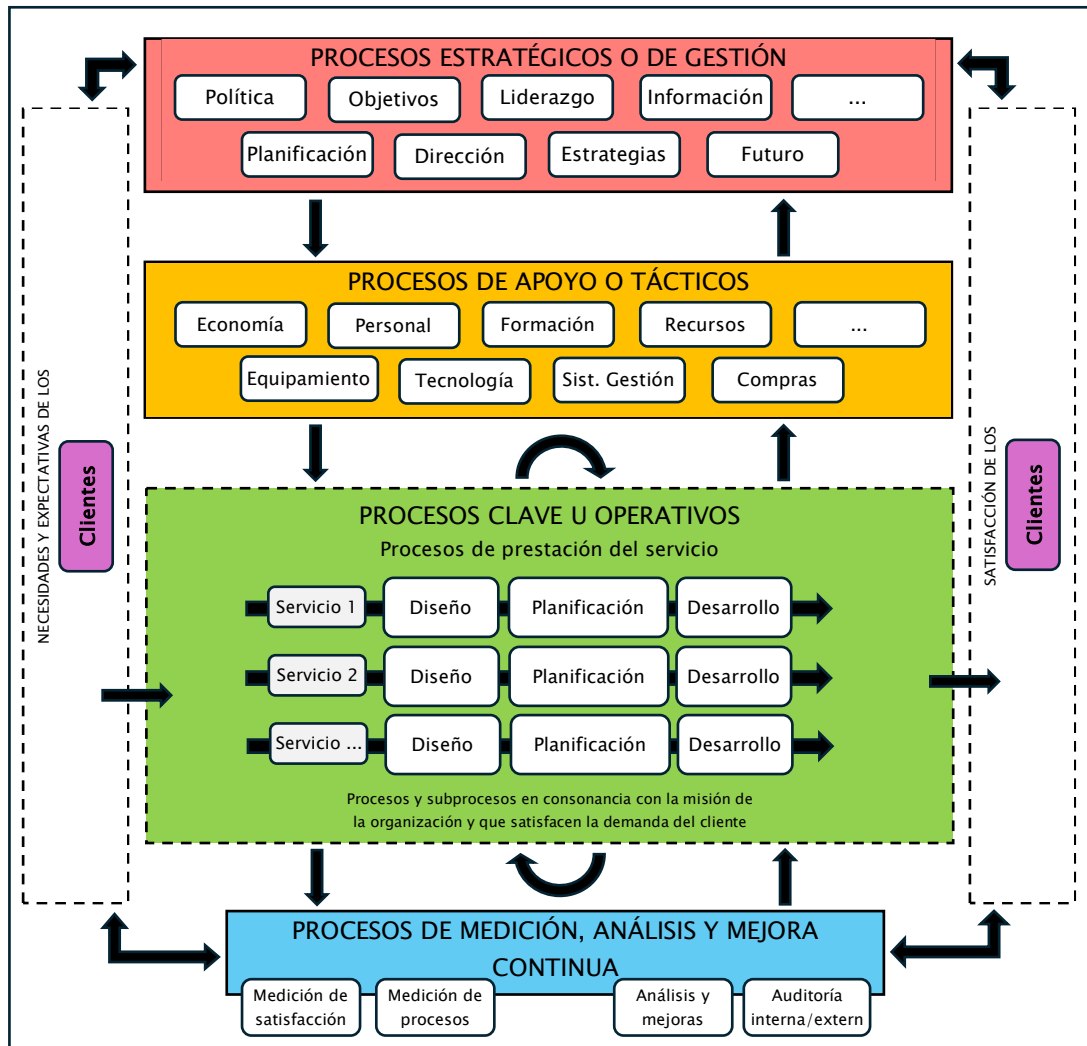 PROCESOS ESTRATÉGICOS O DE GESTIÓN
Política
Objetivos
Liderazgo
Información
...
Planificación
Dirección
Estrategias
Futuro
PROCESOS DE APOYO O TÁCTICOS
Economía
Personal
Formación
Recursos
...
Equipamiento
Tecnología
Sist. Gestión
Compras
NECESIDADES Y EXPECTATIVAS DE LOS
Clientes
PROCESOS CLAVE U OPERATIVOS
Procesos de prestación del servicio
Servicio 1
Diseño
Planificación
Desarrollo
Servicio 2
Diseño
Planificación
Desarrollo
Servicio ...
Diseño
Planificación
Desarrollo
Procesos y subprocesos en consonancia con la misión de
la organización y que satisfacen la demanda del cliente
SATISFACCIÓN DE LOS
Clientes
PROCESOS DE MEDICIÓN, ANÁLISIS Y MEJORA
CONTINUA
Medición de
satisfacción
Medición de
procesos
Análisis y
mejoras
Auditoría
interna/extern